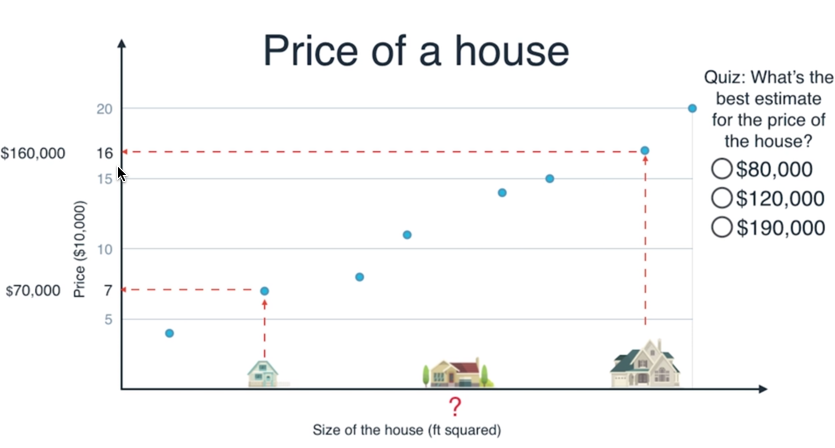 Price of a house
Quiz: What's the
best estimate
for the price of
the house?
$80,000
$120,000
$190,000
20
$160,000 16
15
10
$70,000 7
5
Price ($10,000)
?
Size of the house (ft squared)